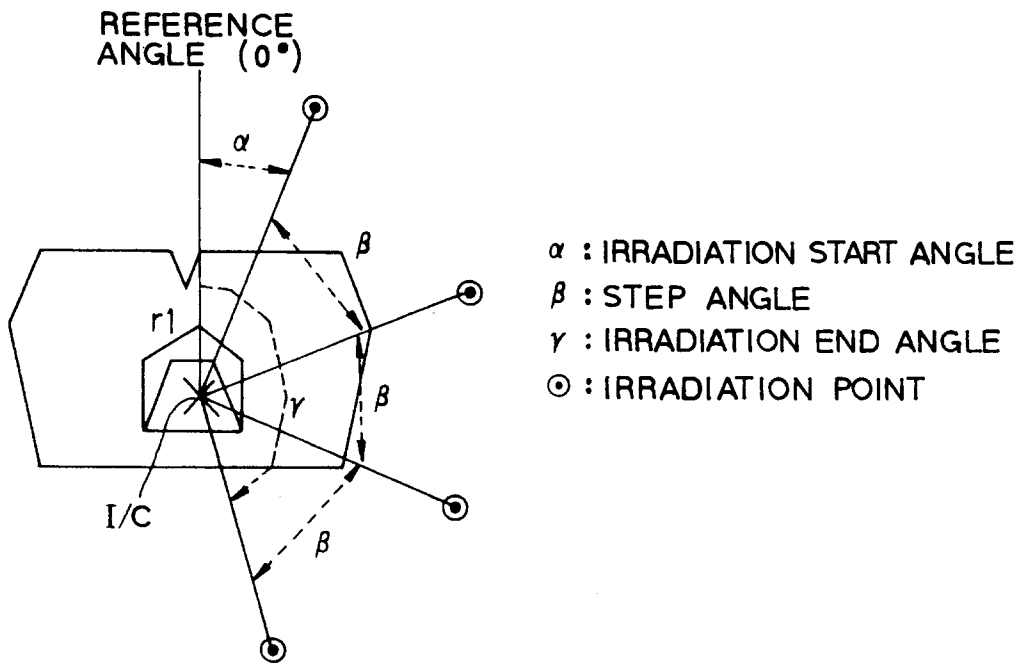 REFERENCE
ANGLE (0°)
α
β
r1
γ
β
I/C
β
α : IRRADIATION START ANGLE
β : STEP ANGLE
γ : IRRADIATION END ANGLE
⊙ : IRRADIATION POINT